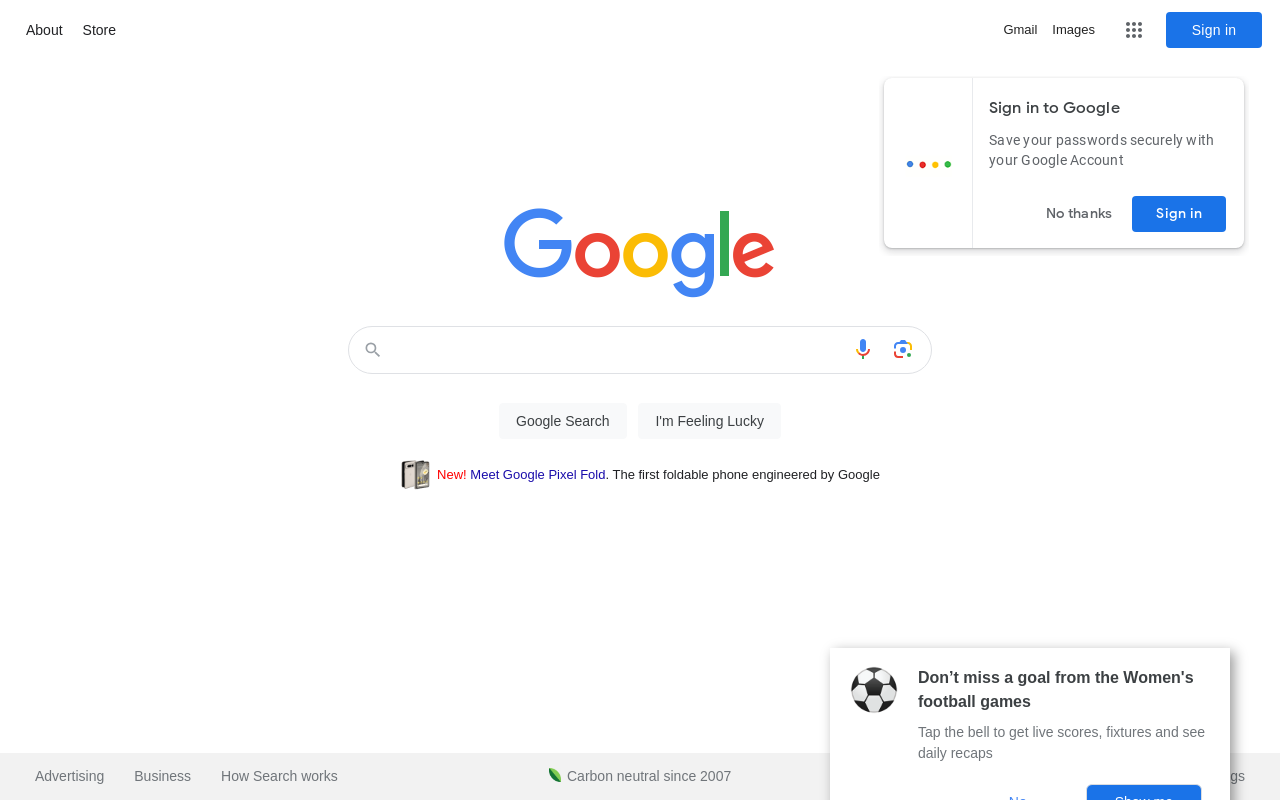 About Store
Gmail Images Sign in
Sign in to Google
Save your passwords securely with
your Google Account
No thanks Sign in
Google
Google Search I'm Feeling Lucky
New! Meet Google Pixel Fold. The first foldable phone engineered by Google
Don’t miss a goal from the Women's
football games
Tap the bell to get live scores, fixtures and see
daily recaps
No Show me
Advertising Business How Search works
Carbon neutral since 2007